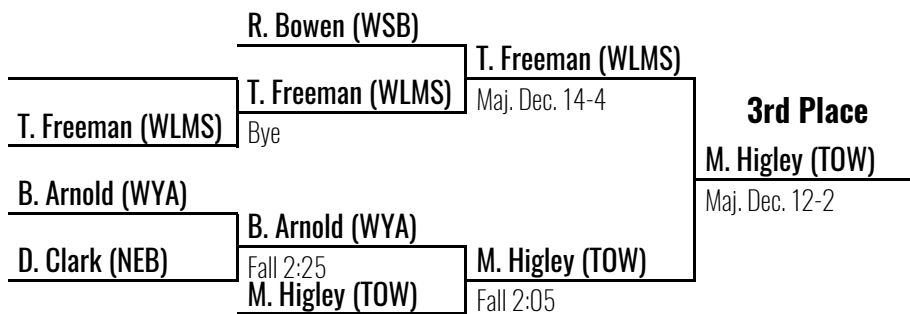 R. Bowen (WSB)
T. Freeman (WLMS)
T. Freeman (WLMS)
Maj. Dec. 14-4
T. Freeman (WLMS)
Bye
3rd Place
M. Higley (TOW)
Maj. Dec. 12-2
B. Arnold (WYA)
B. Arnold (WYA)
D. Clark (NEB)
Fall 2:25
M. Higley (TOW)
M. Higley (TOW)
Fall 2:05